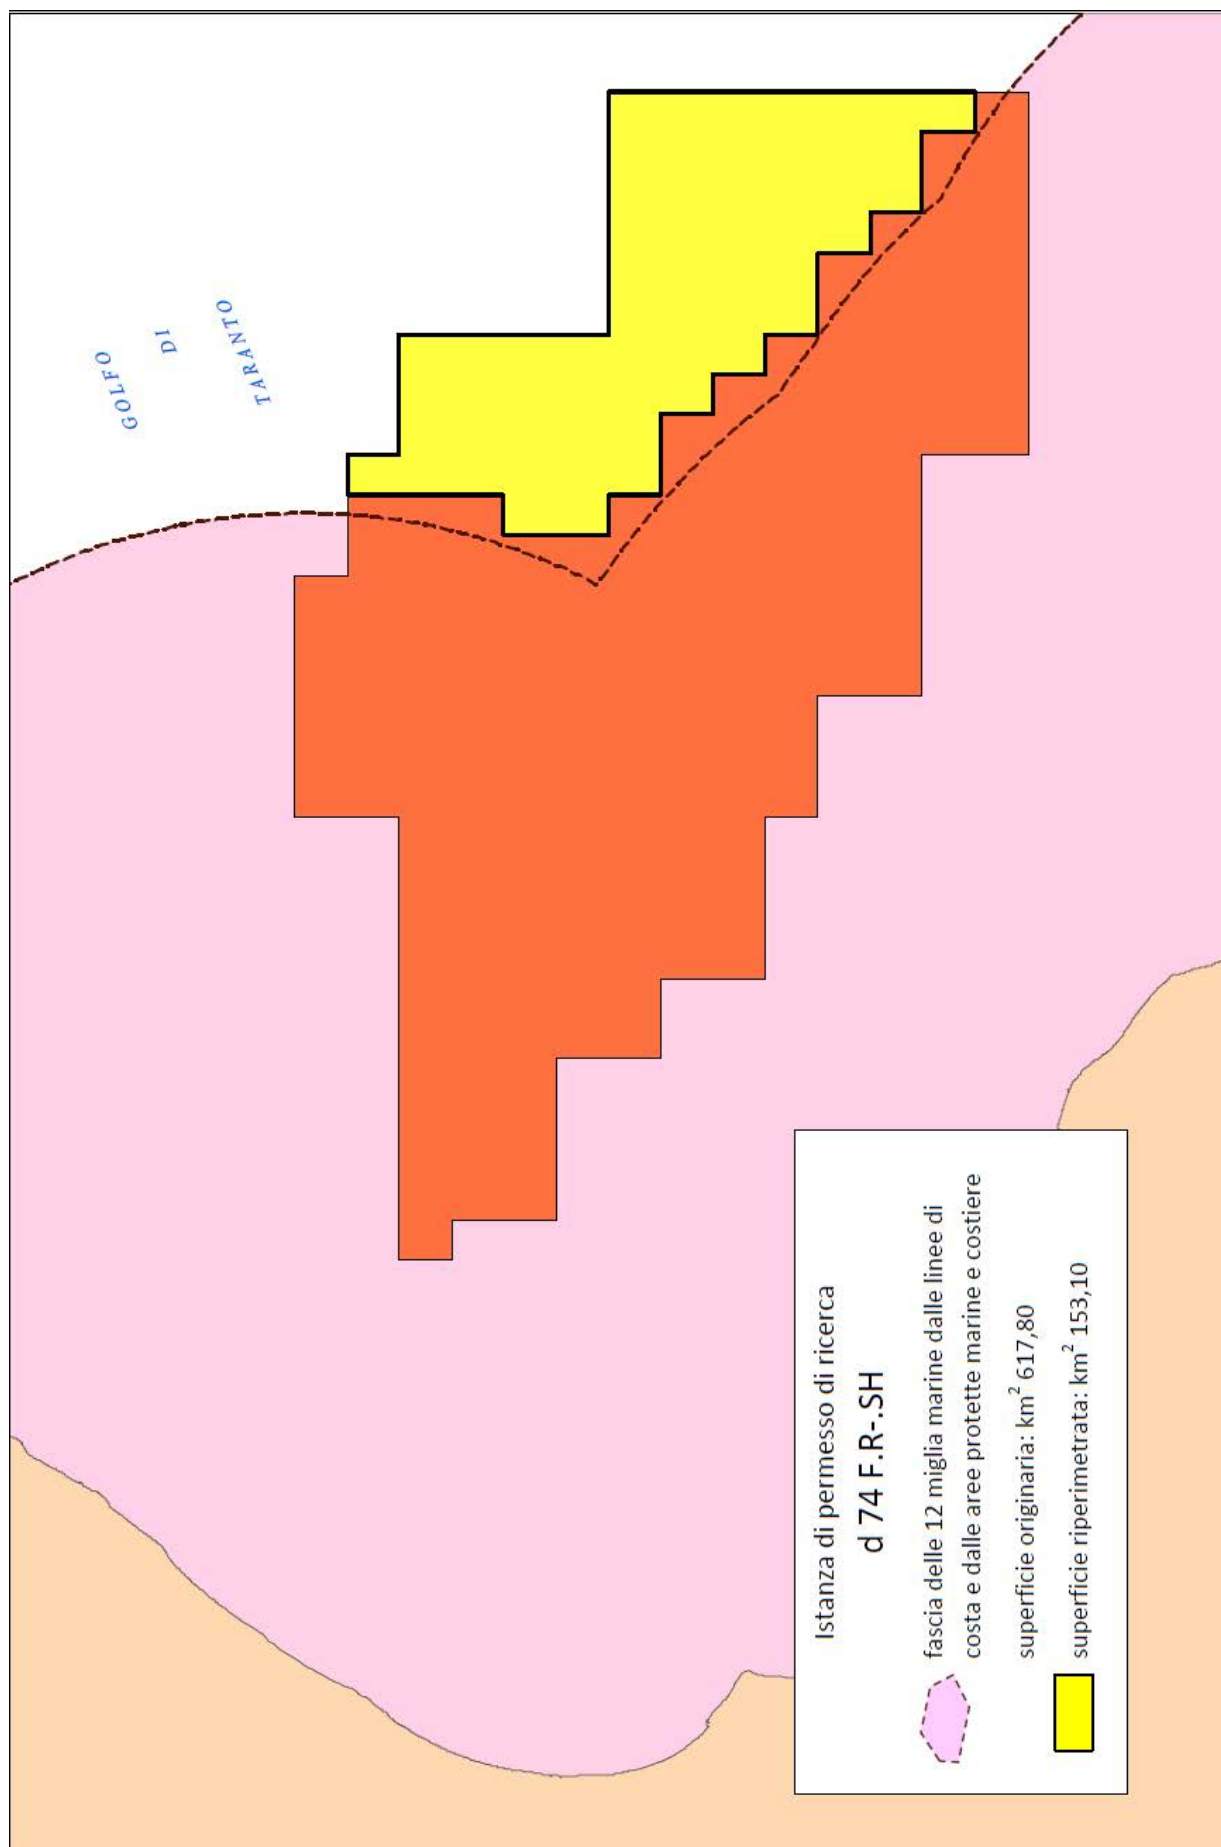 GOLFO
DI
TARANTO
Istanza di permesso di ricerca
d 74 F.R-.SH
fascia delle 12 miglia marine dalle linee di
costa e dalle aree protette marine e costiere
superficie originaria: km² 617,80
superficie riperimetrata: km² 153,10